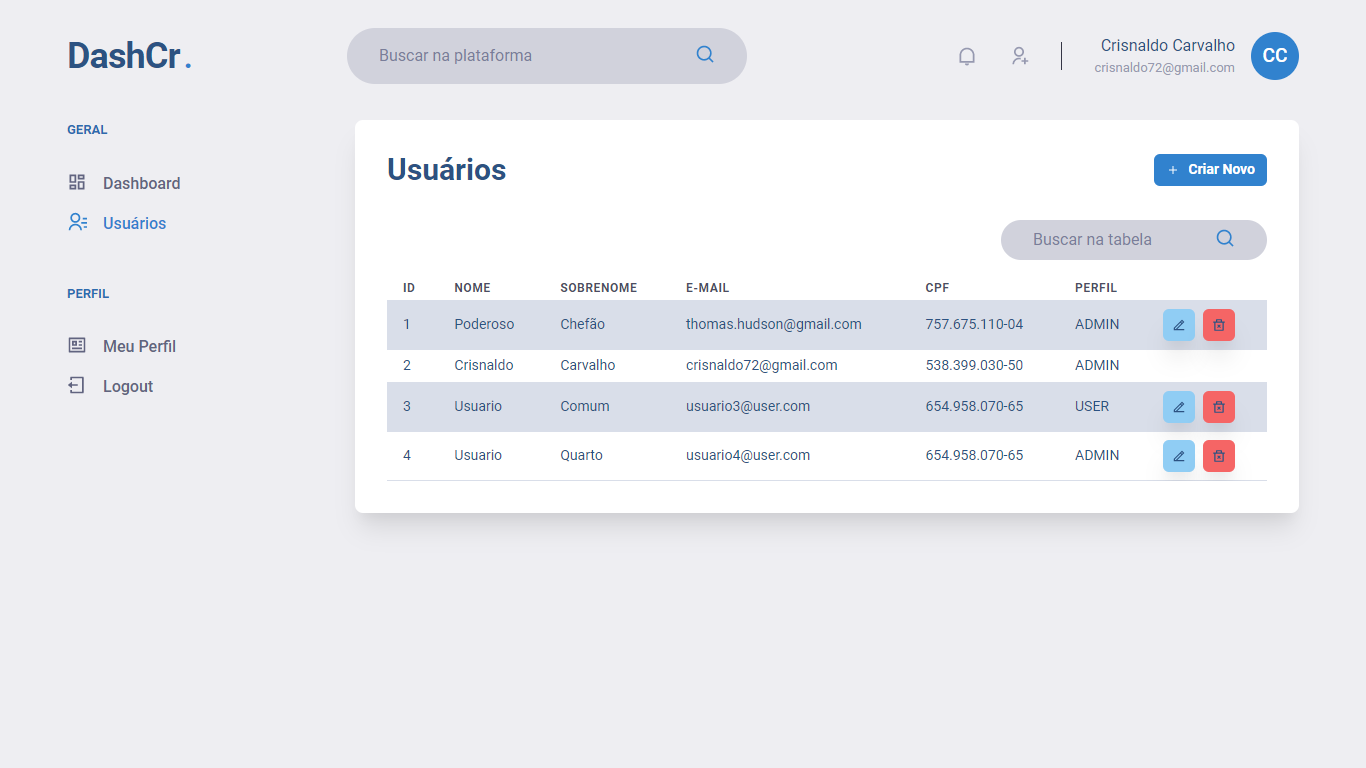 DashCr.
Buscar na plataforma
Crisnaldo Carvalho
crisnaldo72@gmail.com
CC
GERAL
Dashboard
Usuários
PERFIL
Meu Perfil
Logout
Usuários
+ Criar Novo
Buscar na tabela
ID NOME SOBRENOME E-MAIL CPF PERFIL
1 Poderoso Chefão thomas.hudson@gmail.com 757.675.110-04 ADMIN
2 Crisnaldo Carvalho crisnaldo72@gmail.com 538.399.030-50 ADMIN
3 Usuario Comum usuario3@user.com 654.958.070-65 USER
4 Usuario Quarto usuario4@user.com 654.958.070-65 ADMIN